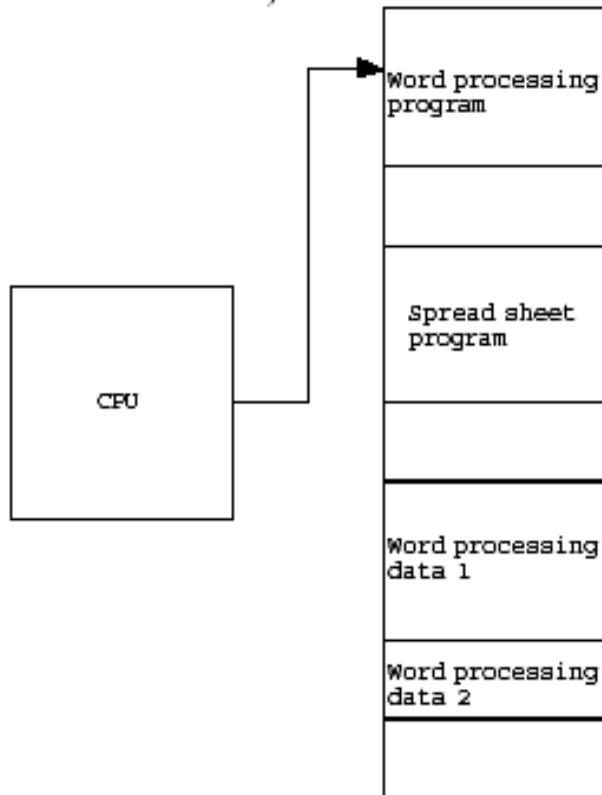 Word processing
program
Spread sheet
program
CPU
Word processing
data 1
Word processing
data 2